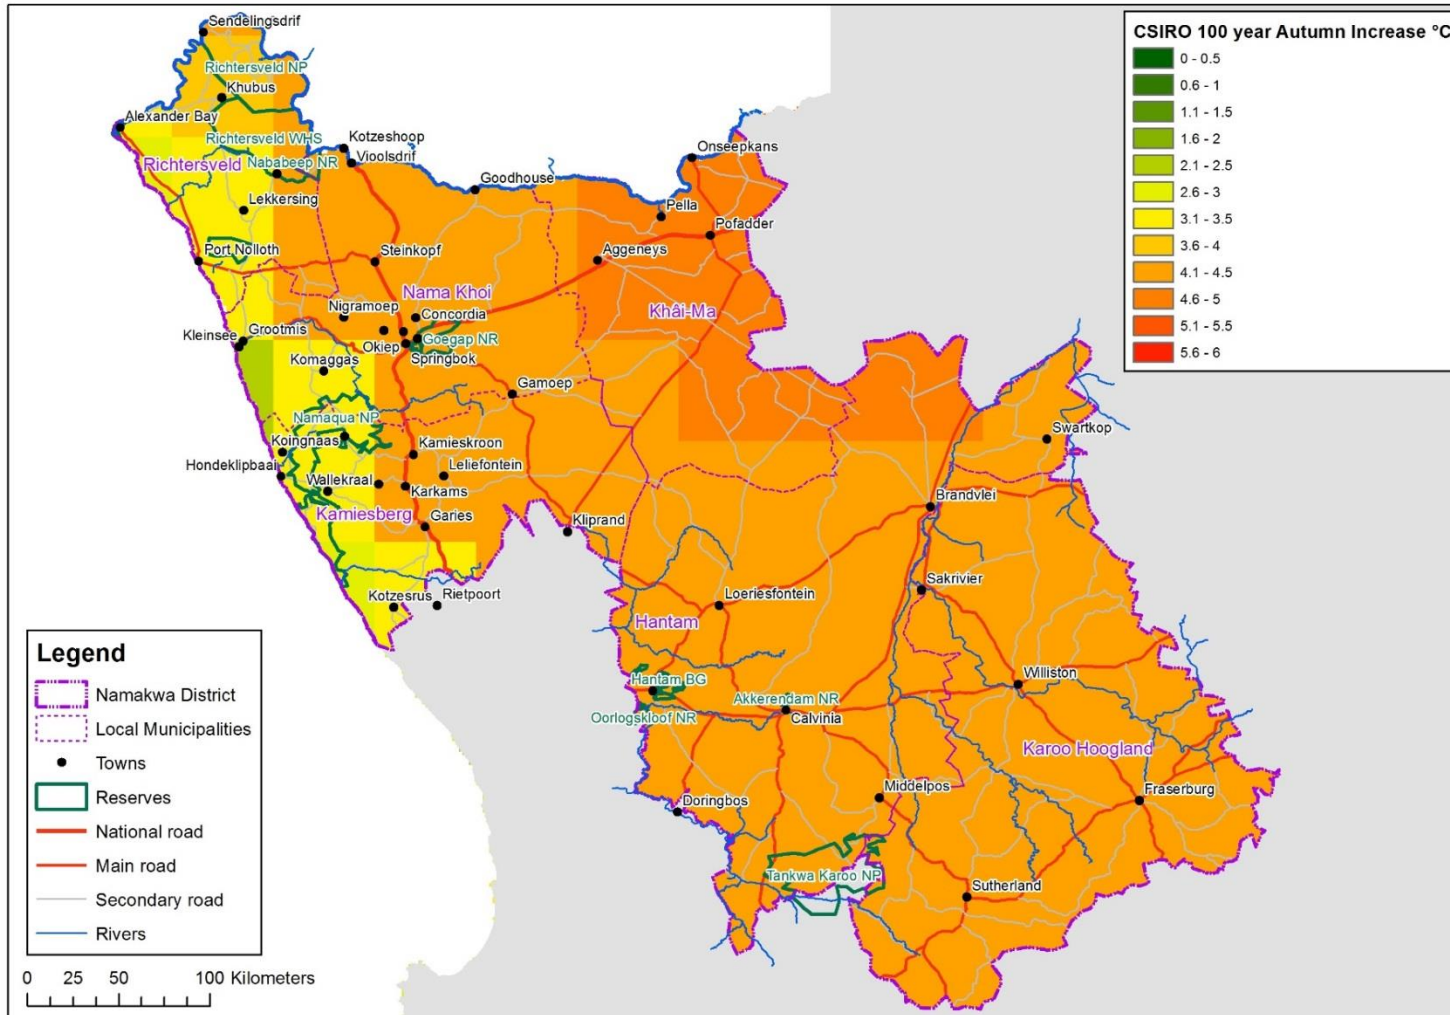 Sendelingsdrif
Richtersveld NP
Khubus
Alexander Bay
Richtersveld WHS
Kotzeshoop
Vioolsdrif
Richtersveld
Nababeep NR
Goodhouse
Onseepkans
Lekkersing
Pella
Pofadder
Port Nolloth
Steinkopf
Aggeneys
Nama Khoi
Khâi-Ma
Nigramoep
Concordia
Kleinsee
Grootmis
Okiep
Goegap NR
Springbok
Komaggas
Gamoep
Namaqua NP
Koingnaas
Kamieskroon
Swartkop
Hondeklipbaai
Wallekraal
Leliefontein
Karkams
Kamiesberg
Garies
Kliprand
Brandvlei
Kotzesrus
Rietpoort
Loeriesfontein
Sakrivier
Hantam
Williston
Hantam BG
Akkerendam NR
Oorlogskloof NR
Calvinia
Karoo Hoogland
Middelpos
Fraserburg
Doringbos
Tankwa Karoo NP
Sutherland
CSIRO 100 year Autumn Increase °C
0 - 0.5
0.6 - 1
1.1 - 1.5
1.6 - 2
2.1 - 2.5
2.6 - 3
3.1 - 3.5
3.6 - 4
4.1 - 4.5
4.6 - 5
5.1 - 5.5
5.6 - 6
Legend
Namakwa District
Local Municipalities
Towns
Reserves
National road
Main road
Secondary road
Rivers
0 25 50 100 Kilometers